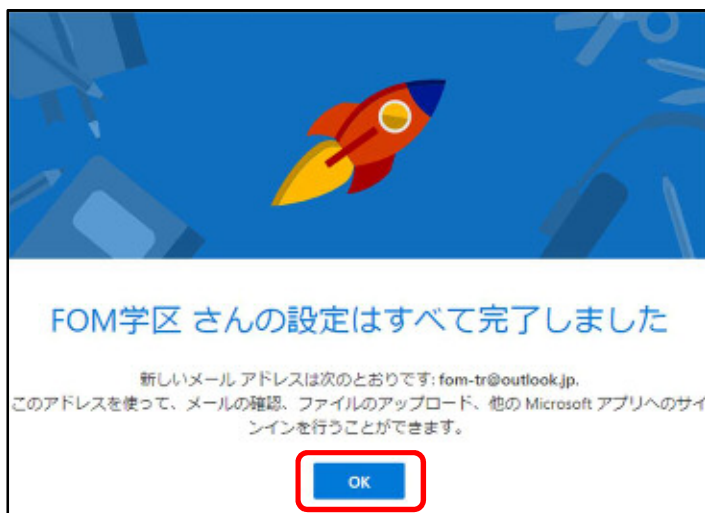 FOM学区 さんの設定はすべて完了しました
新しいメール アドレスは次のとおりです: fom-tr@outlook.jp.
このアドレスを使って、メールの確認、ファイルのアップロード、他の Microsoft アプリへのサイ
ンインを行うことができます。
OK